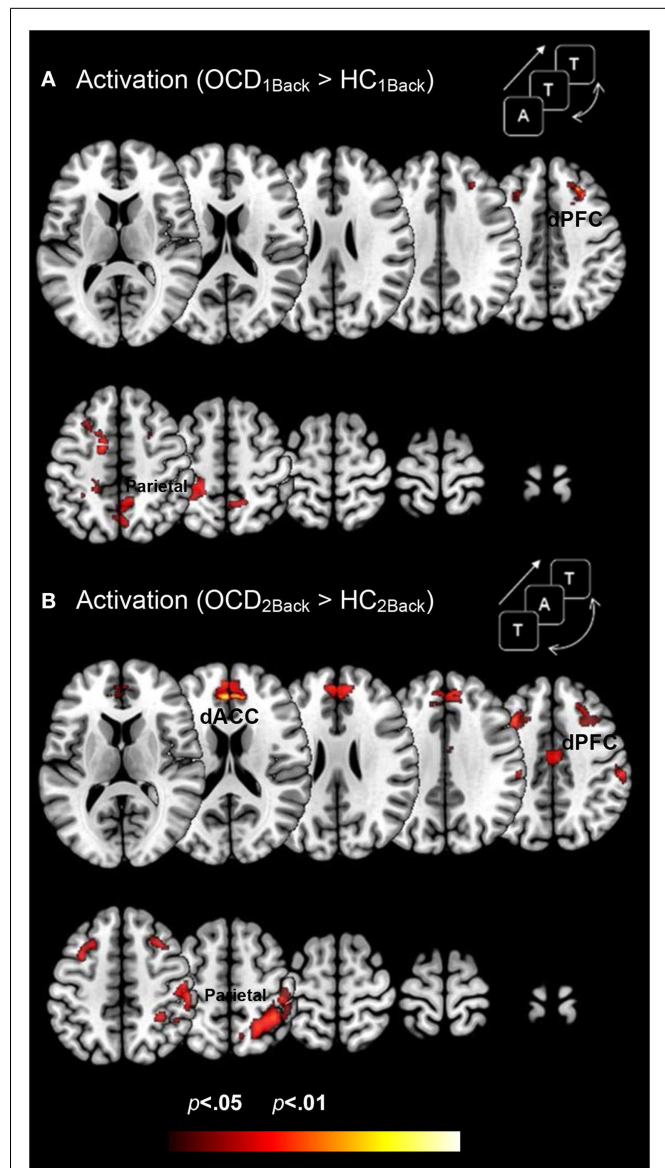 A Activation (OCD1Back > HC1Back)
T
T
A
dPFC
Parietal
B Activation (OCD2Back > HC2Back)
T
A
T
dACC
dPFC
Parietal
p<.05 p<.01